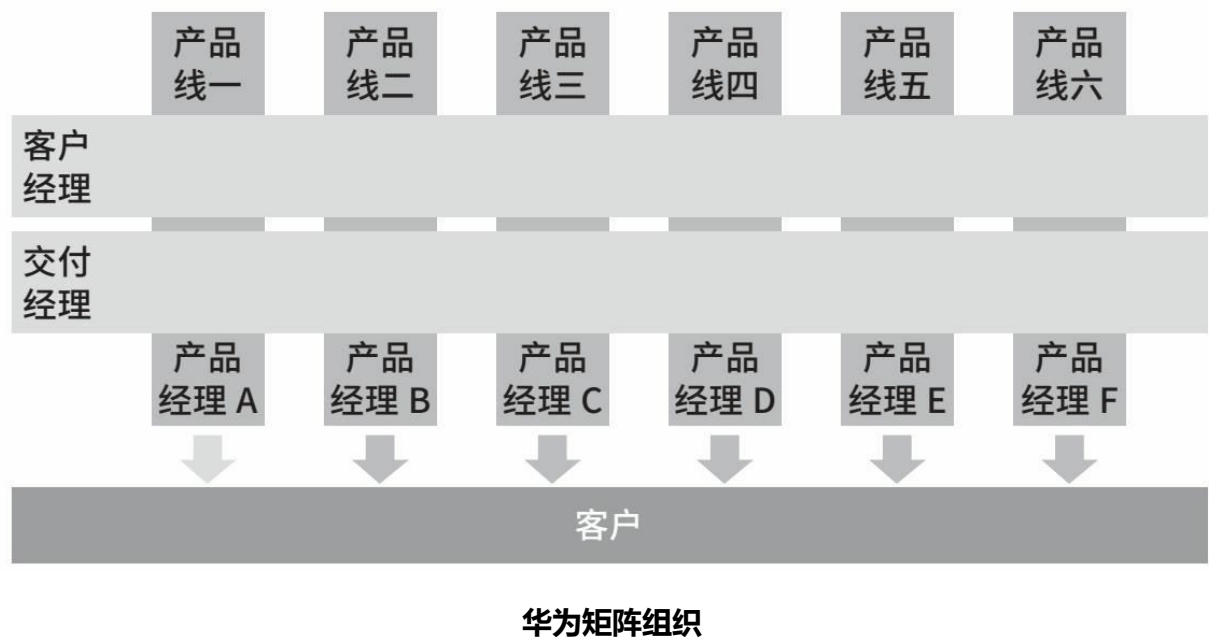 产品 产品 产品 产品 产品 产品
线一 线二 线三 线四 线五 线六
客户
经理
交付
经理
产品 产品 产品 产品 产品 产品
经理 A 经理 B 经理 C 经理 D 经理 E 经理 F
客户
华为矩阵组织